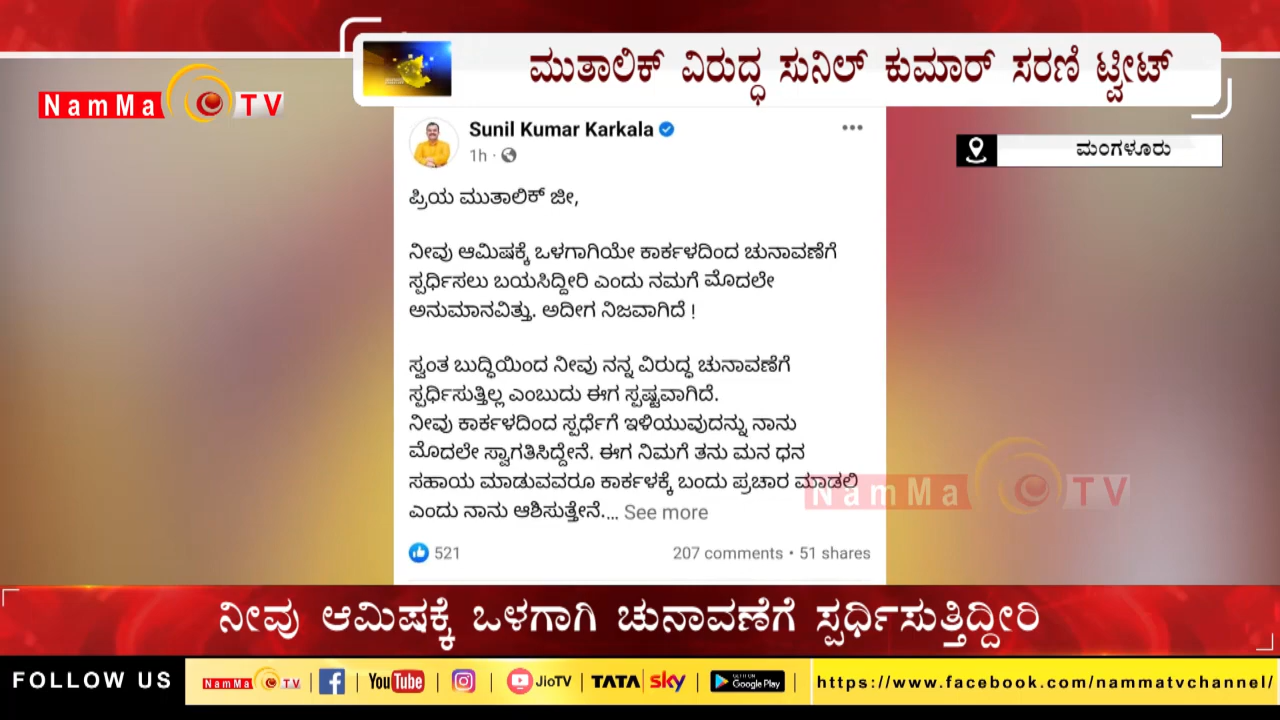 ಮುತಾಲಿಕ್ ವಿರುದ್ಧ ಸುನಿಲ್ ಕುಮಾರ್ ಸರಣಿ ಟ್ವೀಟ್
NamMa TV
ಮಂಗಳೂರು
Sunil Kumar Karkala
1h ·
ಪ್ರಿಯ ಮುತಾಲಿಕ್ ಜೀ,
ನೀವು ಆಮಿಷಕ್ಕೆ ಒಳಗಾಗಿಯೇ ಕಾರ್ಕಳದಿಂದ ಚುನಾವಣೆಗೆ
ಸ್ಪರ್ಧಿಸಲು ಬಯಸಿದ್ದೀರಿ ಎಂದು ನಮಗೆ ಮೊದಲೇ
ಅನುಮಾನವಿತ್ತು. ಅದೀಗ ನಿಜವಾಗಿದೆ !
ಸ್ವಂತ ಬುದ್ಧಿಯಿಂದ ನೀವು ನನ್ನ ವಿರುದ್ಧ ಚುನಾವಣೆಗೆ
ಸ್ಪರ್ಧಿಸುತ್ತಿಲ್ಲ ಎಂಬುದು ಈಗ ಸ್ಪಷ್ಟವಾಗಿದೆ.
ನೀವು ಕಾರ್ಕಳದಿಂದ ಸ್ಪರ್ಧೆಗೆ ಇಳಿಯುವುದನ್ನು ನಾನು
ಮೊದಲೇ ಸ್ವಾಗತಿಸಿದ್ದೇನೆ. ಈಗ ನಿಮಗೆ ತನು ಮನ ಧನ
ಸಹಾಯ ಮಾಡುವವರೂ ಕಾರ್ಕಳಕ್ಕೆ ಬಂದು ಪ್ರಚಾರ ಮಾಡಲಿ
ಎಂದು ನಾನು ಆಶಿಸುತ್ತೇನೆ.... See more
NamMa TV
521 207 comments • 51 shares
ನೀವು ಆಮಿಷಕ್ಕೆ ಒಳಗಾಗಿ ಚುನಾವಣೆಗೆ ಸ್ಪರ್ಧಿಸುತ್ತಿದ್ದೀರಿ
FOLLOW US NamMa TV | | YouTube | | JioTV | TATA sky | GET IT ON Google Play | https://www.facebook.com/nammatvchannel/